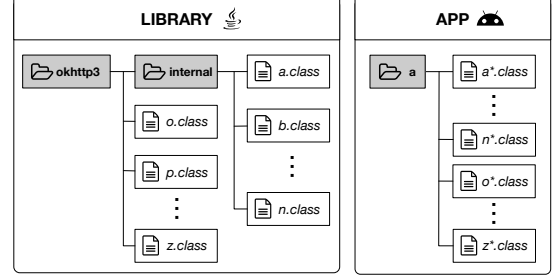 LIBRARY
APP
okhttp3
internal
a.class
a
a*.class
o.class
b.class
n*.class
p.class
o*.class
n.class
z.class
z*.class